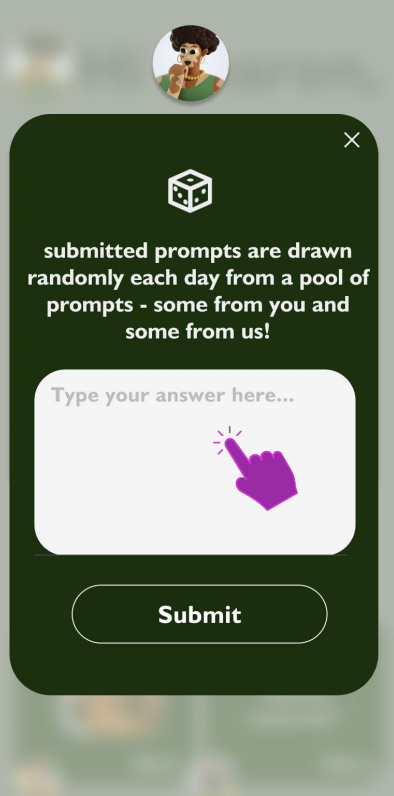 submitted prompts are drawn
randomly each day from a pool of
prompts - some from you and
some from us!
Type your answer here...
Submit